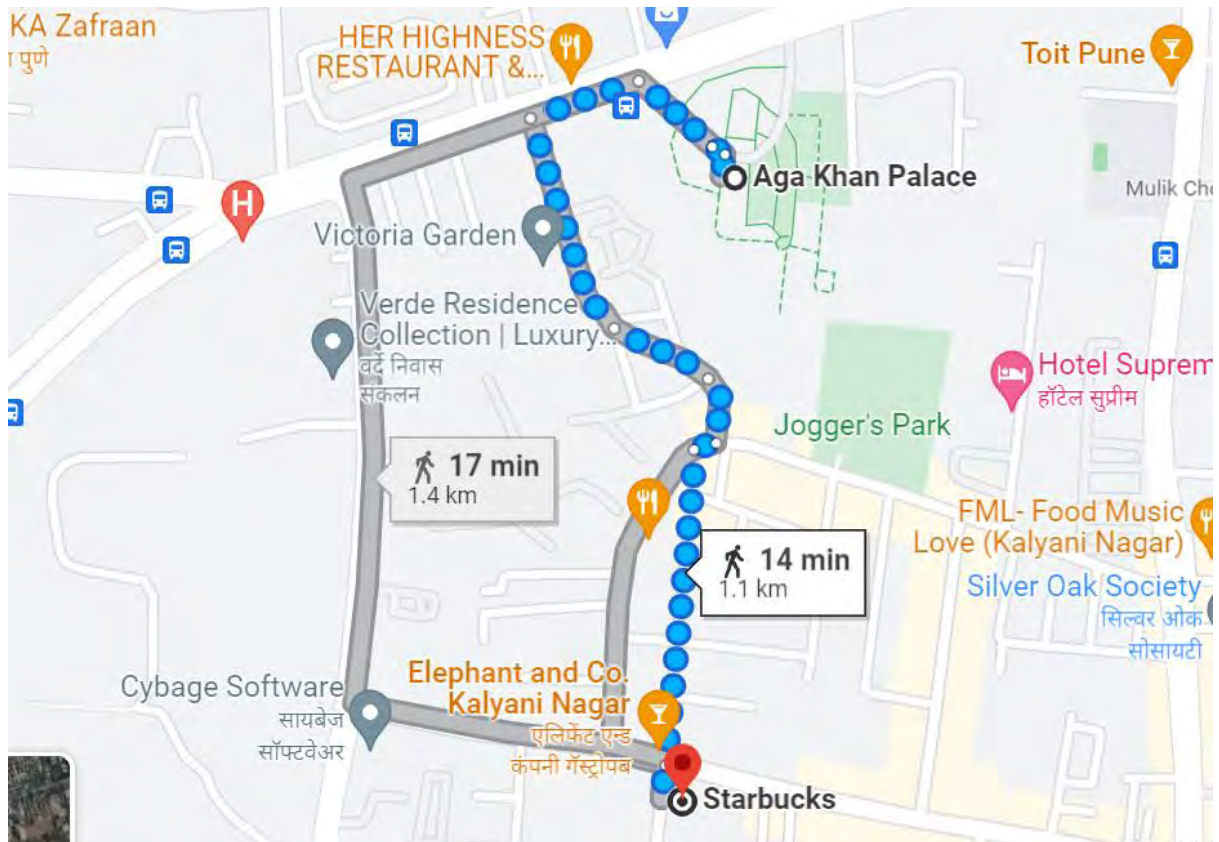 KA Zafraan
पुणे
HER HIGHNESS
RESTAURANT &...
Toit Pune
H
Aga Khan Palace
Mulik Cho
Victoria Garden
Verde Residence
Collection | Luxury...
वर्दे निवास
संकलन
Hotel Suprem
हॉटेल सुप्रीम
Jogger's Park
17 min
1.4 km
FML- Food Music
Love (Kalyani Nagar)
14 min
1.1 km
Silver Oak Society
सिल्वर ओक
सोसायटी
Elephant and Co.
Kalyani Nagar
एलिफेंट एन्ड
कंपनी गॅस्ट्रोपब
Cybage Software
सायबेज
सॉफ्टवेअर
Starbucks